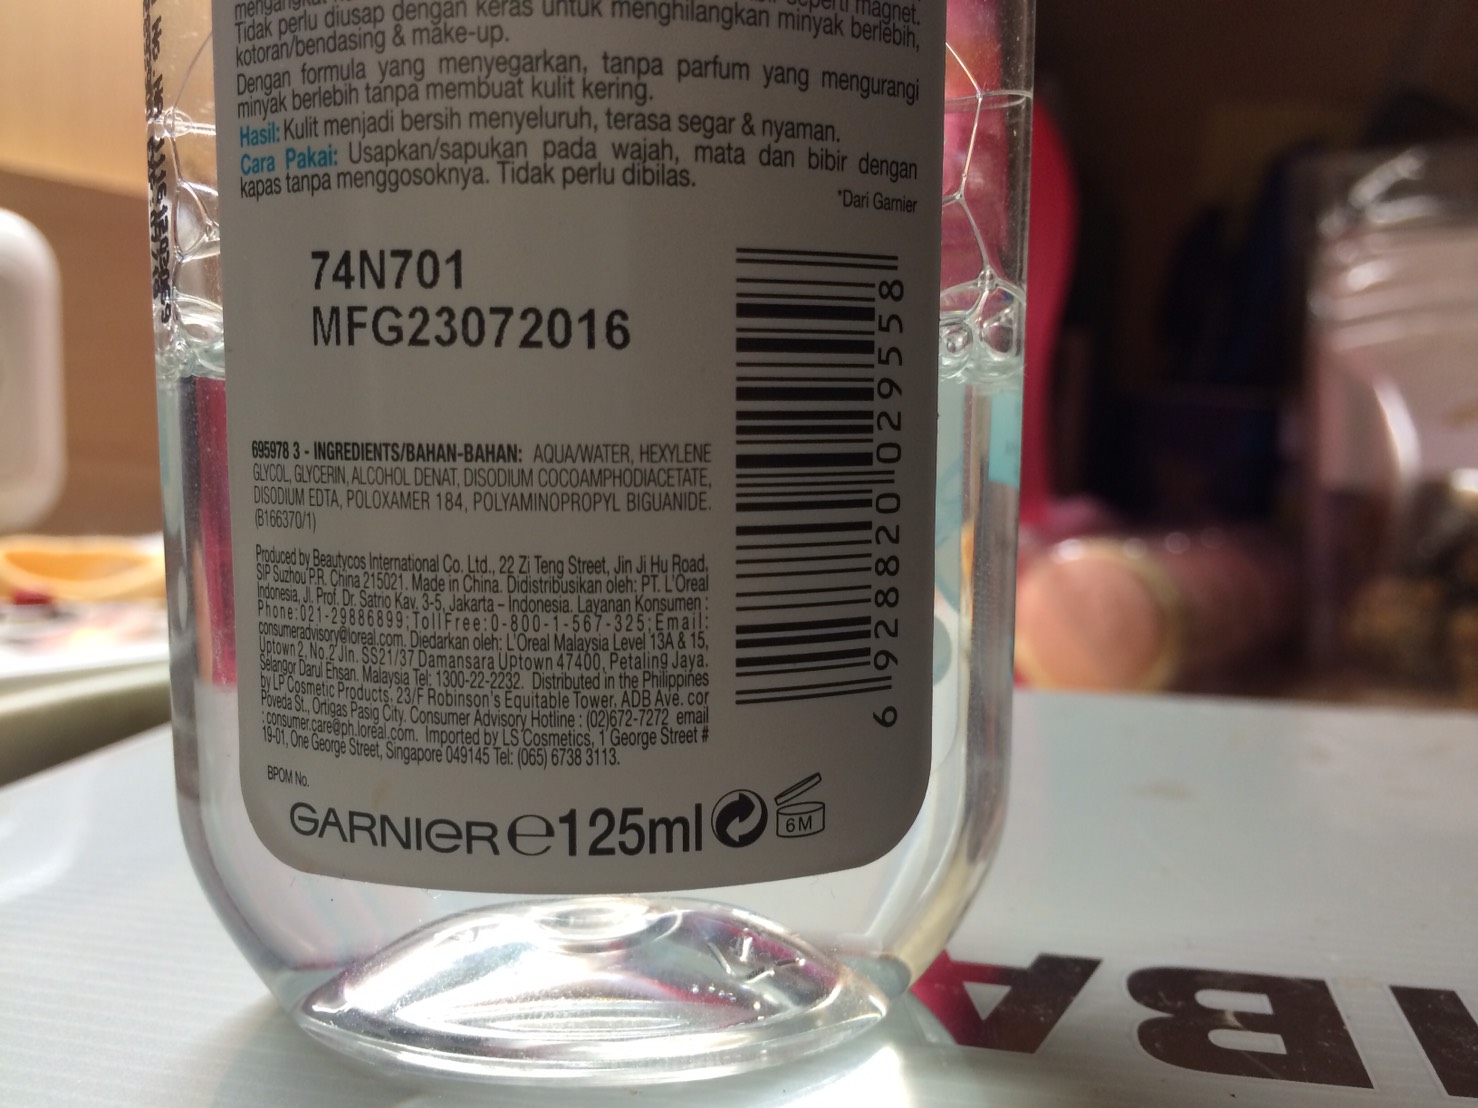 seperti magnet.
Tidak perlu diusap dengan keras untuk menghilangkan minyak berlebih,
kotoran/bendasing & make-up.
Dengan formula yang menyegarkan, tanpa parfum yang mengurangi
minyak berlebih tanpa membuat kulit kering.
Hasil: Kulit menjadi bersih menyeluruh, terasa segar & nyaman.
Cara Pakai: Usapkan/sapukan pada wajah, mata dan bibir dengan
kapas tanpa menggosoknya. Tidak perlu dibilas.
*Dari Garnier
74N701
MFG23072016
6 928820 029558
695978 3 - INGREDIENTS/BAHAN-BAHAN: AQUA/WATER, HEXYLENE
GLYCOL, GLYCERIN, ALCOHOL DENAT, DISODIUM COCOAMPHODIACETATE,
DISODIUM EDTA, POLOXAMER 184, POLYAMINOPROPYL BIGUANIDE.
(B166370/1)
Produced by Beautycos International Co. Ltd., 22 Zi Teng Street, Jin Ji Hu Road,
SIP Suzhou P.R. China 215021. Made in China. Didistribusikan oleh: PT. L'Oreal
Indonesia, Jl. Prof. Dr. Satrio Kav. 3-5, Jakarta – Indonesia. Layanan Konsumen :
Phone:021-29886899;TollFree:0-800-1-567-325;Email:
consumeradvisory@loreal.com. Diedarkan oleh: L'Oreal Malaysia Level 13A & 15,
Uptown 2, No.2 Jln. SS21/37 Damansara Uptown 47400, Petaling Jaya.
Selangor Darul Ehsan. Malaysia Tel: 1300-22-2232. Distributed in the Philippines
by LP Cosmetic Products. 23/F Robinson's Equitable Tower, ADB Ave. cor
Poveda St., Ortigas Pasig City. Consumer Advisory Hotline : (02)672-7272 email
: consumer.care@ph.loreal.com. Imported by LS Cosmetics, 1 George Street #
19-01, One George Street, Singapore 049145 Tel: (065) 6738 3113.
BPOM No.
GARNIER e125ml 6M